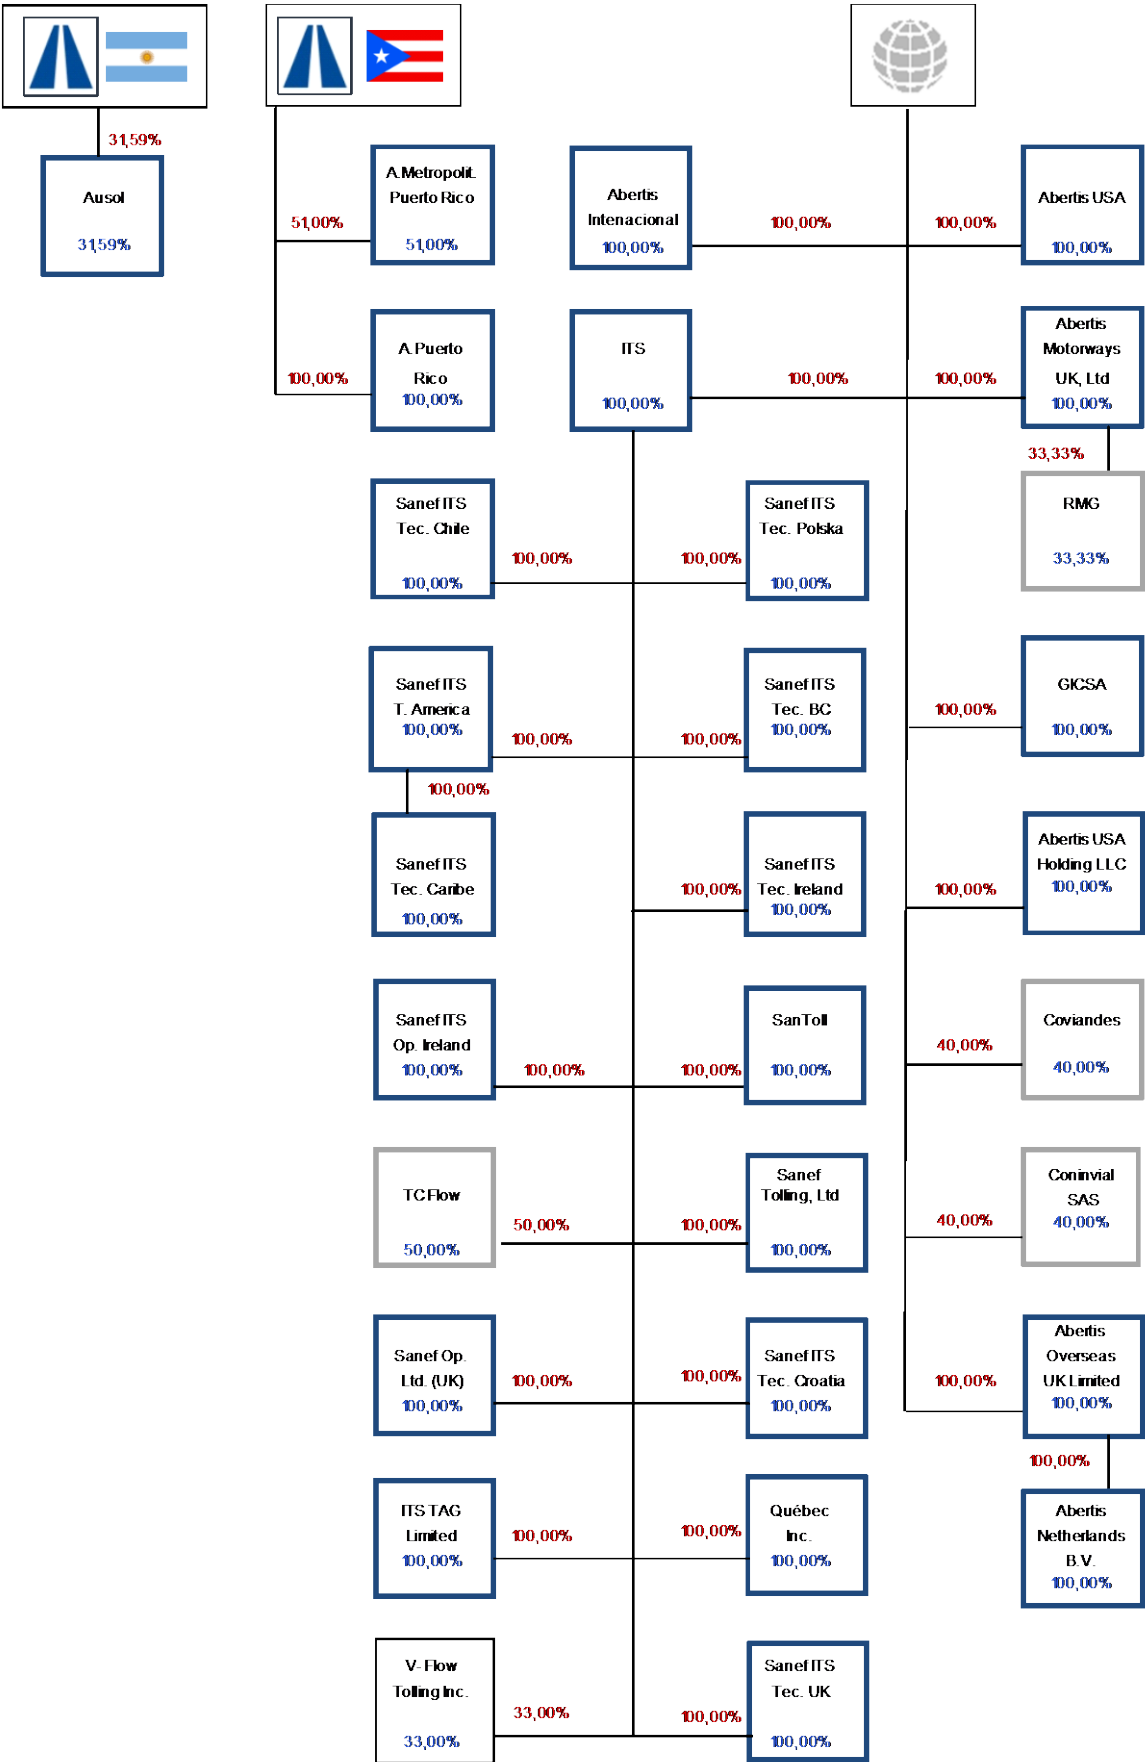 31,59%
Ausol
31,59%
51,00%
A.Metropolit.
Puerto Rico
51,00%
100,00%
A.Puerto
Rico
100,00%
Abertis
Intenacional
100,00%
100,00%
100,00%
Abertis USA
100,00%
ITS
100,00%
100,00%
100,00%
Abertis
Motorways
UK, Ltd
100,00%
33,33%
RMG
33,33%
Sanef ITS
Tec. Chile
100,00%
100,00%
100,00%
Sanef ITS
Tec. Polska
100,00%
Sanef ITS
T. America
100,00%
100,00%
100,00%
Sanef ITS
Tec. BC
100,00%
100,00%
GICSA
100,00%
100,00%
Sanef ITS
Tec. Caribe
100,00%
100,00%
Sanef ITS
Tec. Ireland
100,00%
100,00%
Abertis USA
Holding LLC
100,00%
Sanef ITS
Op. Ireland
100,00%
100,00%
100,00%
SanToll
100,00%
40,00%
Coviandes
40,00%
TC Flow
50,00%
50,00%
100,00%
Sanef
Tolling, Ltd
100,00%
40,00%
Coninvial
SAS
40,00%
Sanef Op.
Ltd. (UK)
100,00%
100,00%
100,00%
Sanef ITS
Tec. Croatia
100,00%
100,00%
Abertis
Overseas
UK Limited
100,00%
100,00%
ITS TAG
Limited
100,00%
100,00%
100,00%
Québec
Inc.
100,00%
Abertis
Netherlands
B.V.
100,00%
V- Flow
Tolling Inc.
33,00%
33,00%
100,00%
Sanef ITS
Tec. UK
100,00%